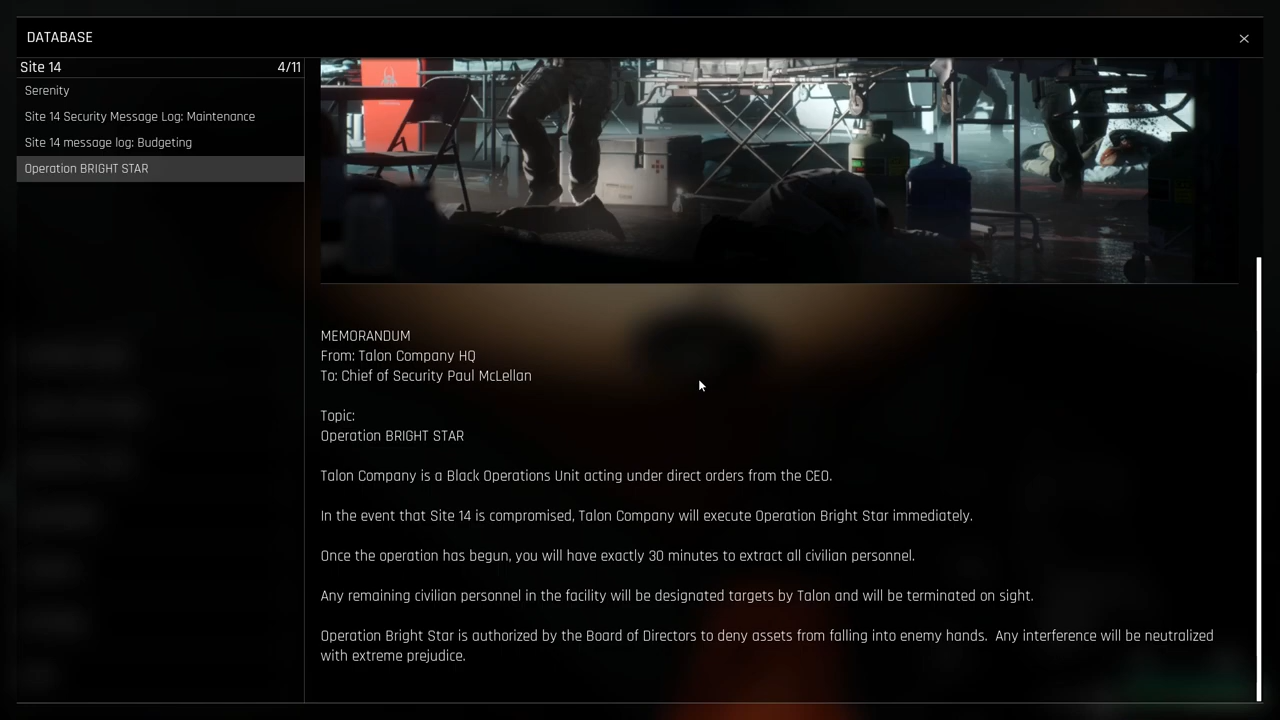 DATABASE
Site 14 4/11
Serenity
Site 14 Security Message Log: Maintenance
Site 14 message log: Budgeting
Operation BRIGHT STAR
MEMORANDUM
From: Talon Company HQ
To: Chief of Security Paul McLellan
Topic:
Operation BRIGHT STAR
Talon Company is a Black Operations Unit acting under direct orders from the CEO.
In the event that Site 14 is compromised, Talon Company will execute Operation Bright Star immediately.
Once the operation has begun, you will have exactly 30 minutes to extract all civilian personnel.
Any remaining civilian personnel in the facility will be designated targets by Talon and will be terminated on sight.
Operation Bright Star is authorized by the Board of Directors to deny assets from falling into enemy hands.  Any interference will be neutralized
with extreme prejudice.